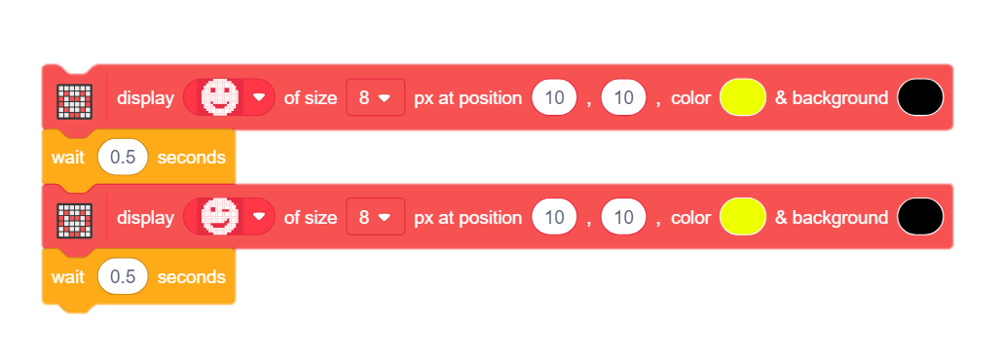 display of size 8 px at position 10 , 10 , color & background
wait 0.5 seconds
display of size 8 px at position 10 , 10 , color & background
wait 0.5 seconds